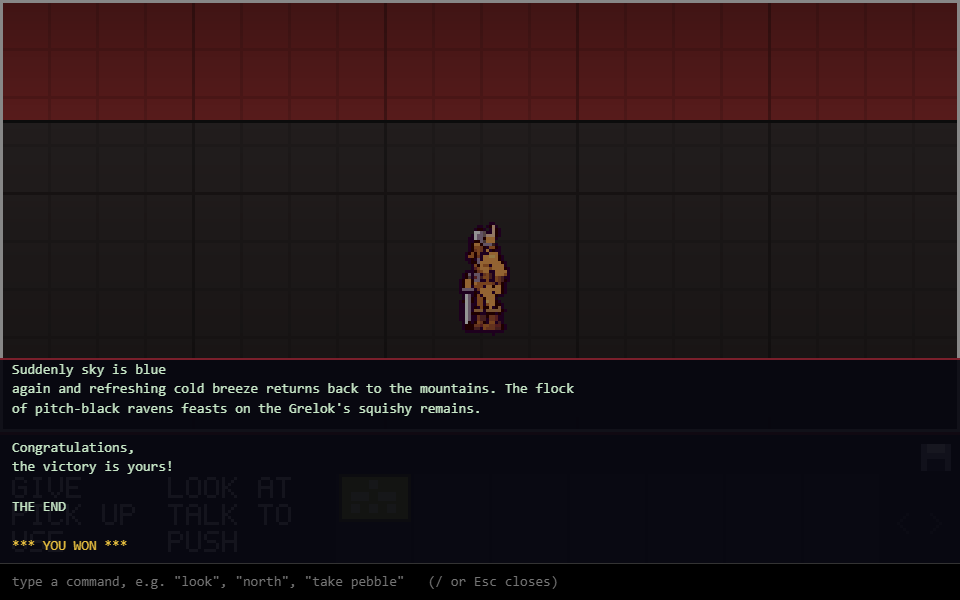 Suddenly sky is blue
again and refreshing cold breeze returns back to the mountains. The flock
of pitch-black ravens feasts on the Grelok's squishy remains.
Congratulations,
the victory is yours!
GIVE LOOK AT
THE END
PICK UP TALK TO
USE PUSH
*** YOU WON ***
type a command, e.g. "look", "north", "take pebble" (/ or Esc closes)